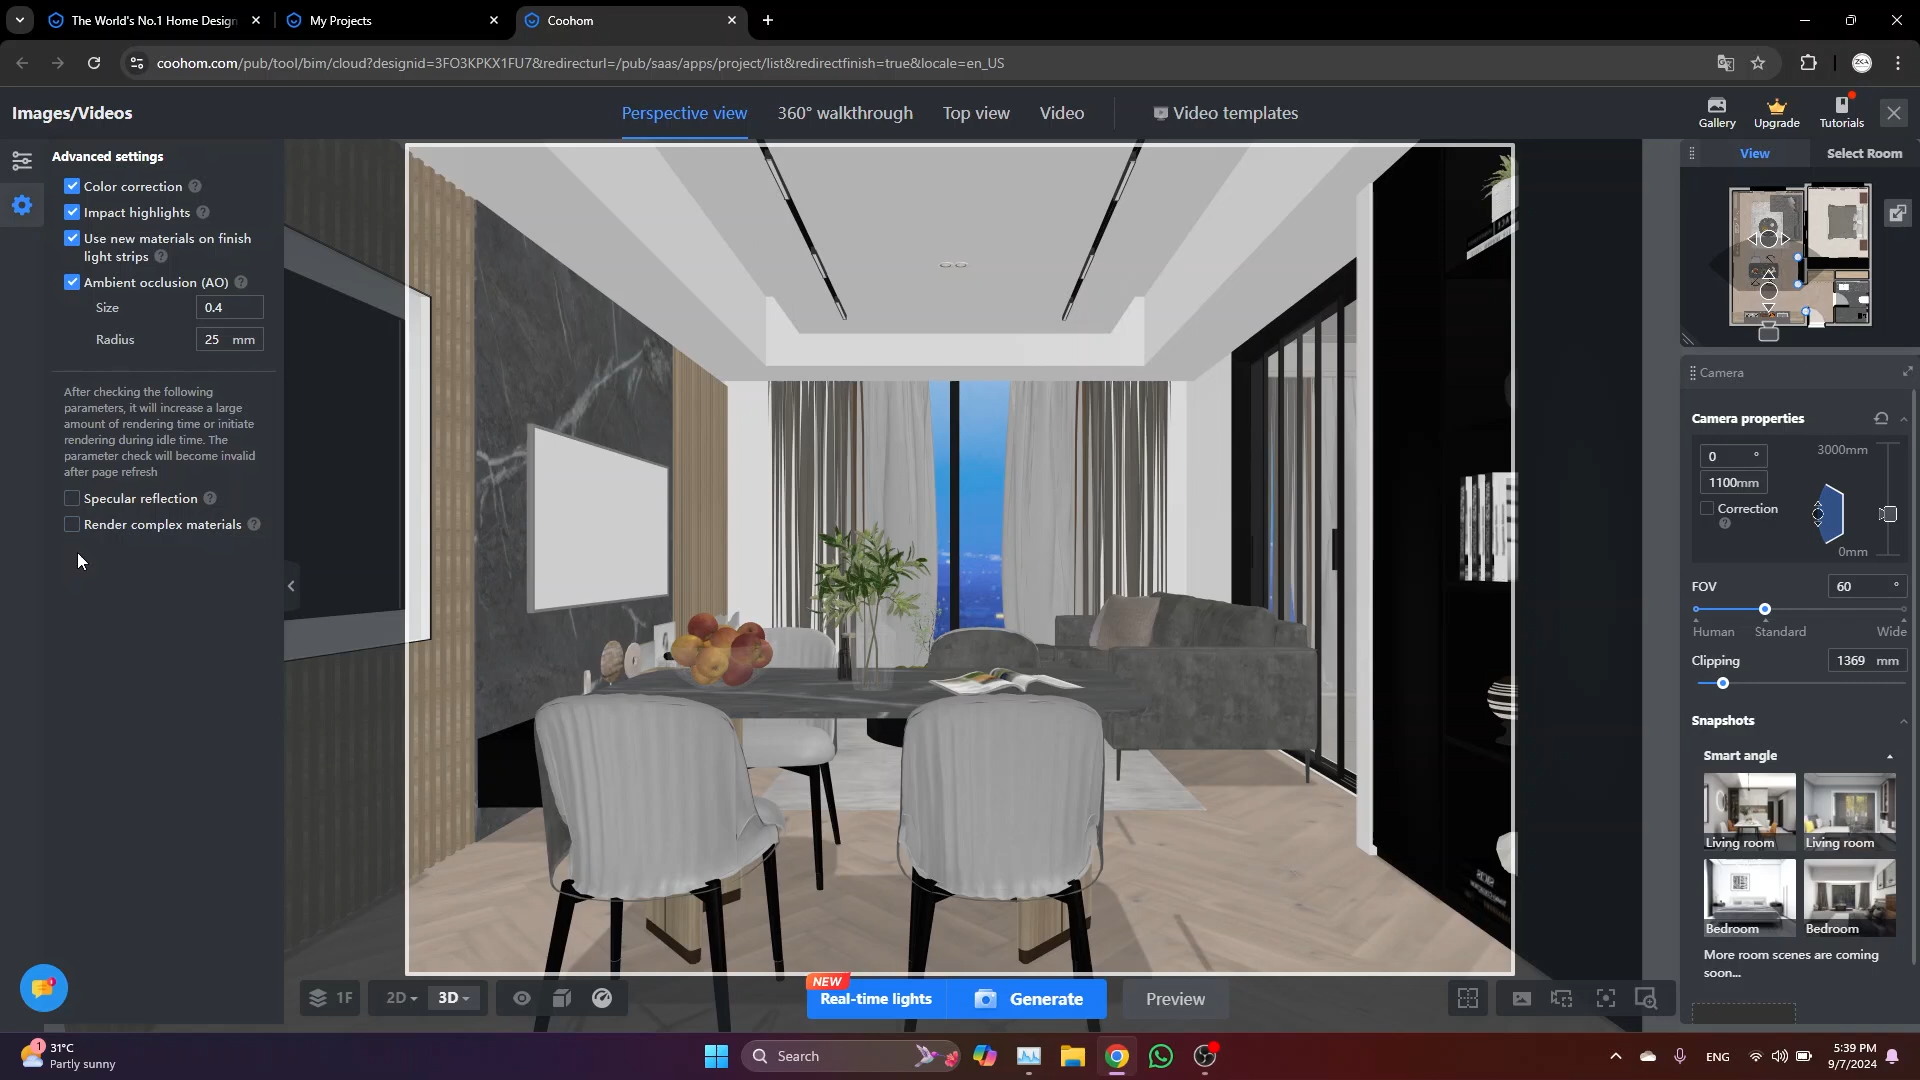 The World's No.1 Home Design
My Projects
Coohom
coohom.com/pub/tool/bim/cloud?designid=3FO3KPKX1FU7&redirecturl=/pub/saas/apps/project/list&redirectfinish=true&locale=en_US
Images/Videos
Perspective view
360° walkthrough
Top view
Video
Video templates
Gallery
Upgrade
Tutorials
Advanced settings
Color correction
Impact highlights
Use new materials on finish
light strips
Ambient occlusion (AO)
Size 0.4
Radius 25 mm
After checking the following
parameters, it will increase a large
amount of rendering time or initiate
rendering during idle time. The
parameter check will become invalid
after page refresh
Specular reflection
Render complex materials
View
Select Room
Camera
Camera properties
0 °
3000mm
1100mm
Correction
0mm
FOV 60 °
Human Standard Wide
Clipping 1369 mm
Snapshots
Smart angle
Living room
Living room
Bedroom
Bedroom
More room scenes are coming
soon...
1F
2D
3D
NEW
Real-time lights
Generate
Preview
1
31°C
Partly sunny
Search
ENG
5:39 PM
9/7/2024